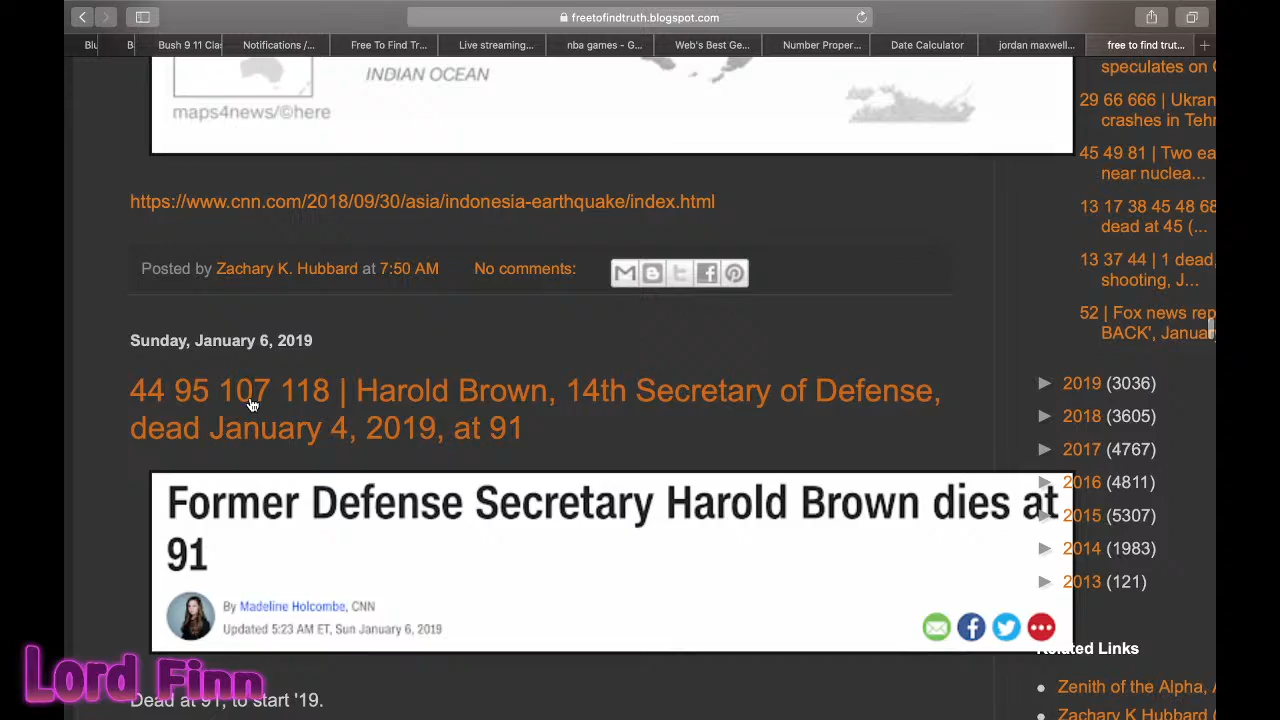 freetofindtruth.blogspot.com
Blu
B
Bush 9 11 Cla
Notifications /...
Free To Find Tr...
Live streaming...
nba games - G...
Web's Best Ge...
Number Proper...
Date Calculator
jordan maxwell...
free to find trut...
INDIAN OCEAN
maps4news/©here
https://www.cnn.com/2018/09/30/asia/indonesia-earthquake/index.html
Posted by Zachary K. Hubbard at 7:50 AM No comments:
Sunday, January 6, 2019
44 95 107 118 | Harold Brown, 14th Secretary of Defense,
dead January 4, 2019, at 91
Former Defense Secretary Harold Brown dies at
91
By Madeline Holcombe, CNN
Updated 5:23 AM ET, Sun January 6, 2019
Dead at 91, to start '19.
speculates on
29 66 666 | Ukran
crashes in Tehr
45 49 81 | Two ea
near nuclea...
13 17 38 45 48 68
dead at 45 (...
13 37 44 | 1 dead,
shooting, J...
52 | Fox news rep
BACK', Januar
2019 (3036)
2018 (3605)
2017 (4767)
2016 (4811)
2015 (5307)
2014 (1983)
2013 (121)
Related Links
Zenith of the Alpha,
Zachary K Hubbard
Lord Finn